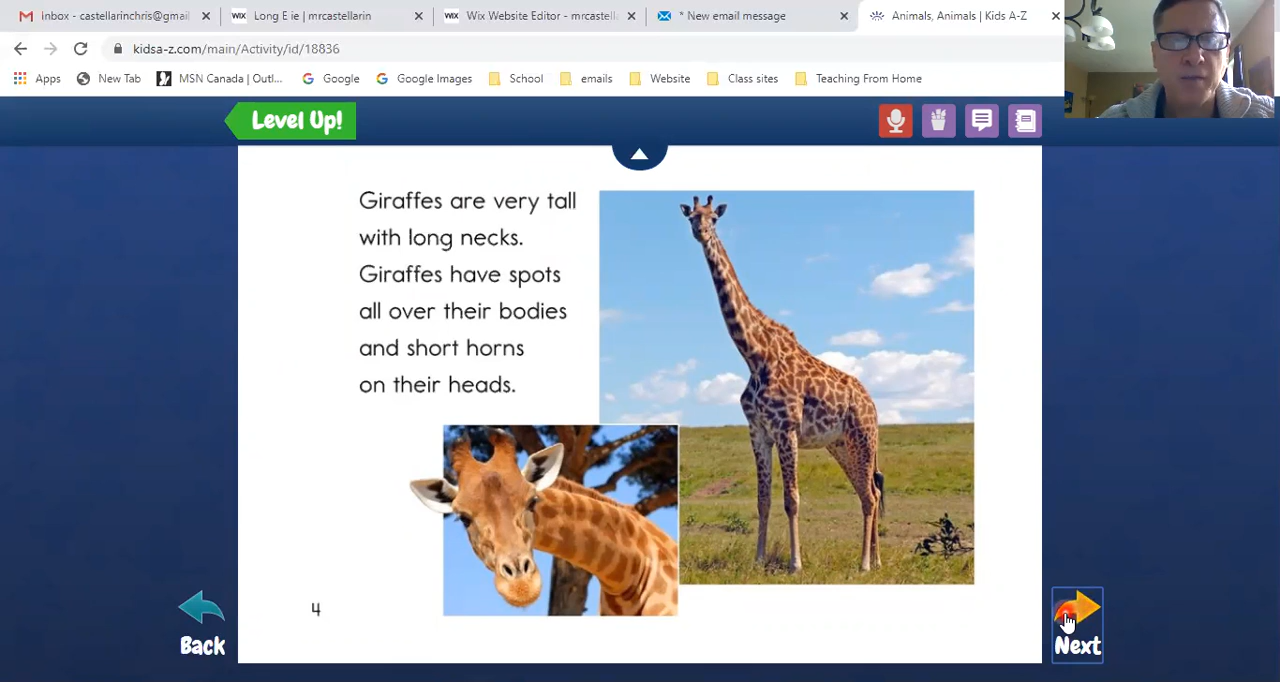 Inbox - castellarinchris@gmail
Long E ie | mrcastellarin
Wix Website Editor - mrcastell
* New email message
Animals, Animals | Kids A-Z
kidsa-z.com/main/Activity/id/18836
Apps
New Tab
MSN Canada | Outl...
Google
Google Images
School
emails
Website
Class sites
Teaching From Home
Level Up!
Giraffes are very tall
with long necks.
Giraffes have spots
all over their bodies
and short horns
on their heads.
4
Back
Next